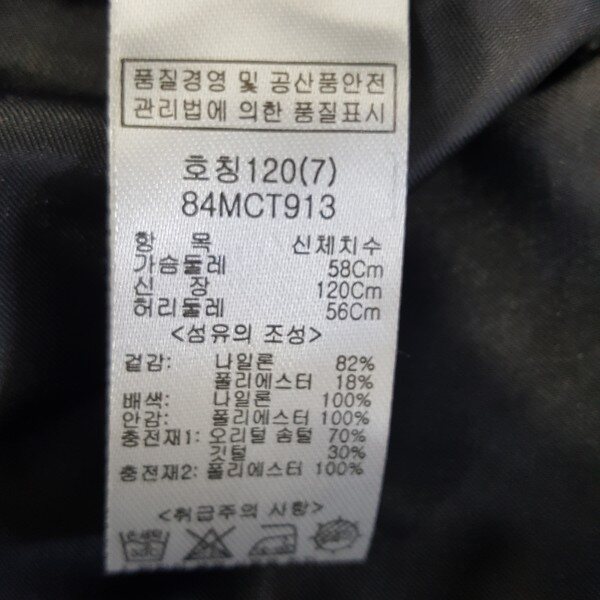 품질경영 및 공산품안전
관리법에 의한 품질표시
호칭120(7)
84MCT913
항 목 신체치수
가슴둘레 58Cm
신 장 120Cm
허리둘레 56Cm
<섬유의 조성>
겉감: 나일론 82%
폴리에스터 18%
배색: 나일론 100%
안감: 폴리에스터 100%
충전재1: 오리털 솜털 70%
깃털 30%
충전재2: 폴리에스터 100%
<취급주의 사항>